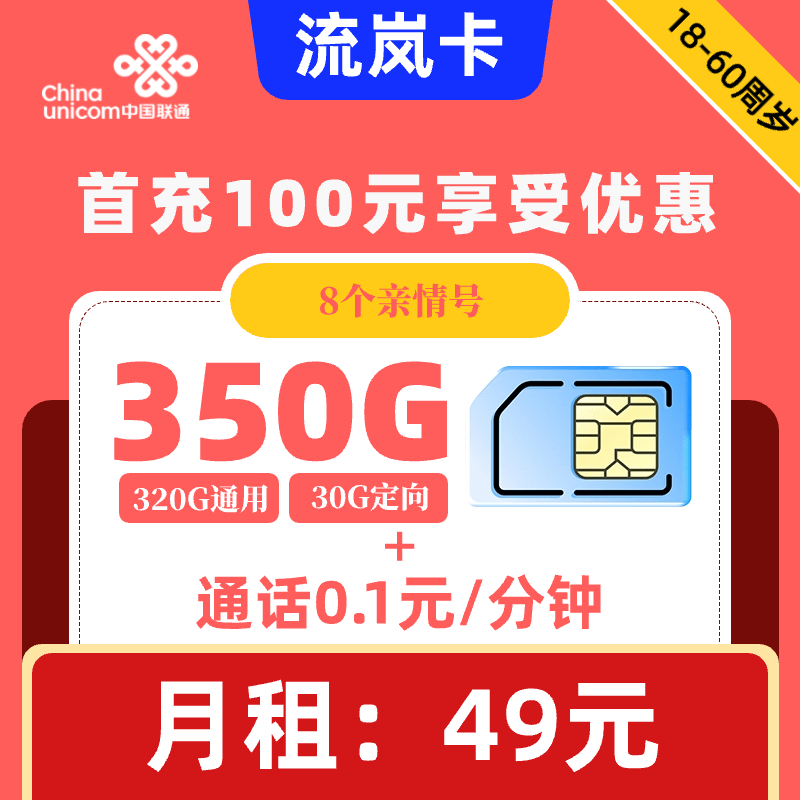 流岚卡
China
unicom中国联通
18-60周岁
首充100元享受优惠
8个亲情号
350G
320G通用
30G定向
+
通话0.1元/分钟
月租：49元